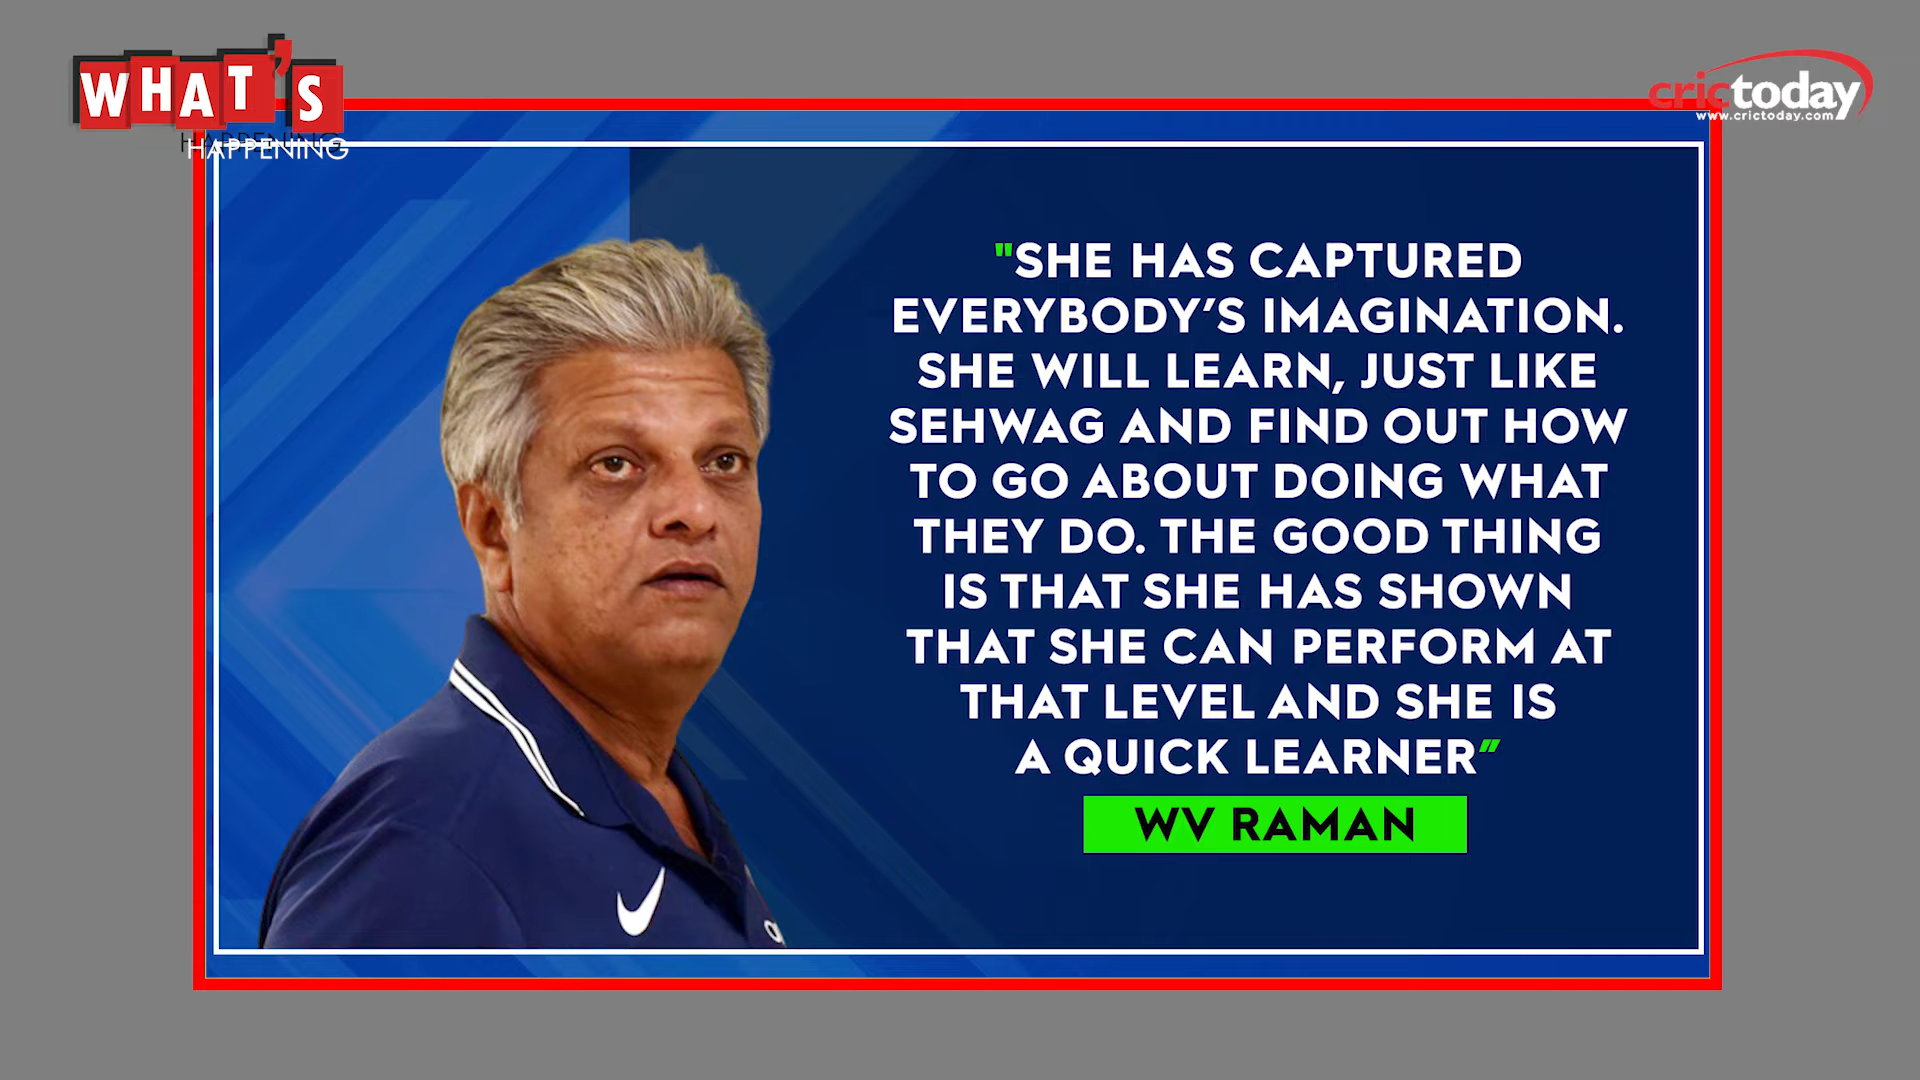 WHAT'S
HAPPENING
crictoday
www.crictoday.com
"SHE HAS CAPTURED
EVERYBODY’S IMAGINATION.
SHE WILL LEARN, JUST LIKE
SEHWAG AND FIND OUT HOW
TO GO ABOUT DOING WHAT
THEY DO. THE GOOD THING
IS THAT SHE HAS SHOWN
THAT SHE CAN PERFORM AT
THAT LEVEL AND SHE IS
A QUICK LEARNER”
WV RAMAN